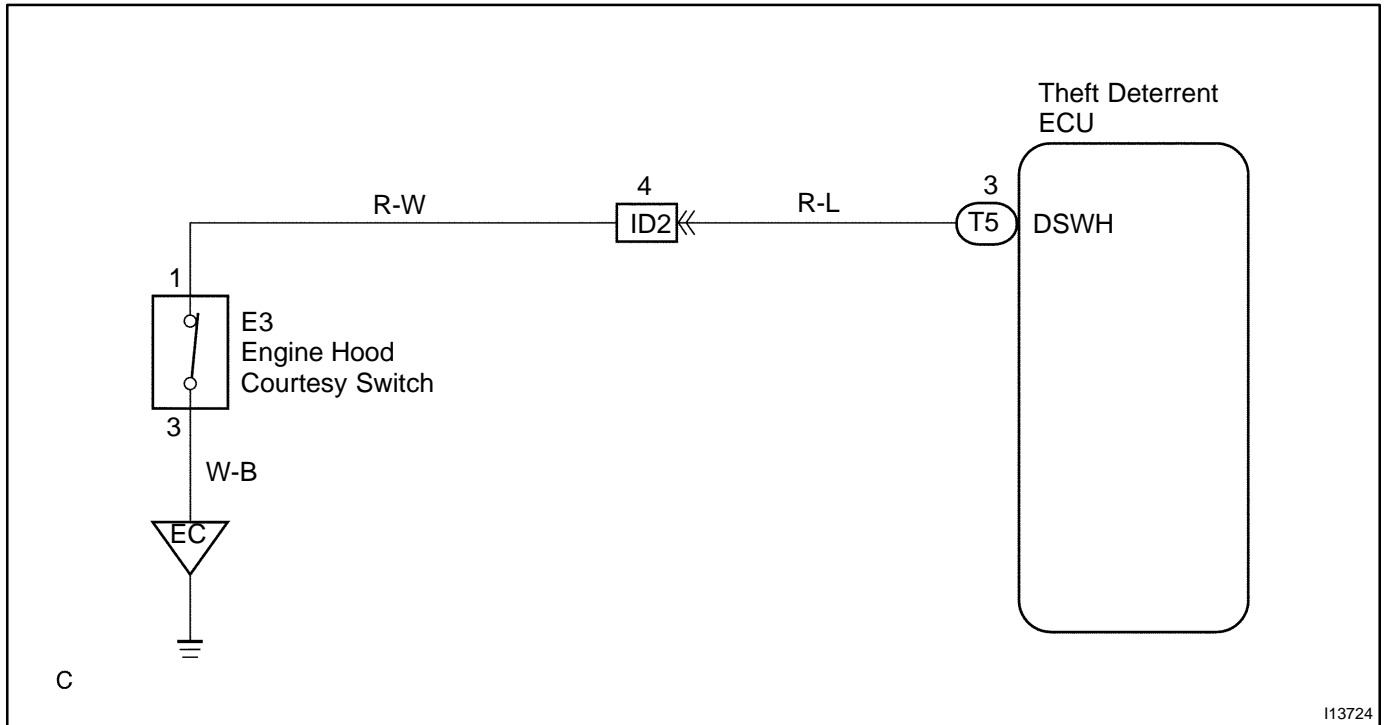 Theft Deterrent
ECU
4
3
R-W
ID2
R-L
T5
DSWH
1
E3
Engine Hood
Courtesy Switch
3
W-B
EC
C
I13724